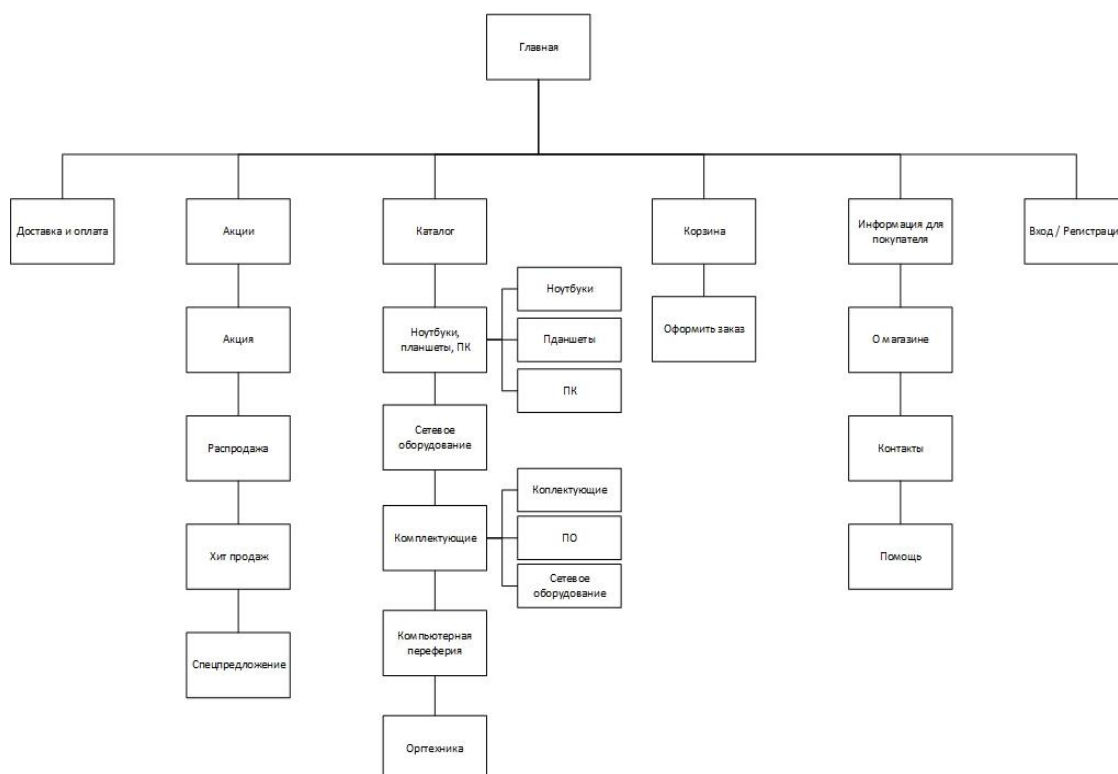 Главная
Доставка и оплата
Акции
Каталог
Корзина
Информация для
покупателя
Вход / Регистраци
Акция
Распродажа
Хит продаж
Спецпредложение
Ноутбуки,
планшеты, ПК
Ноутбуки
Пданшеты
ПК
Сетевое
оборудование
Комплектующие
Коплектующие
ПО
Сетевое
оборудование
Компьютерная
переферия
Оргтехника
Оформить заказ
О магазине
Контакты
Помощь